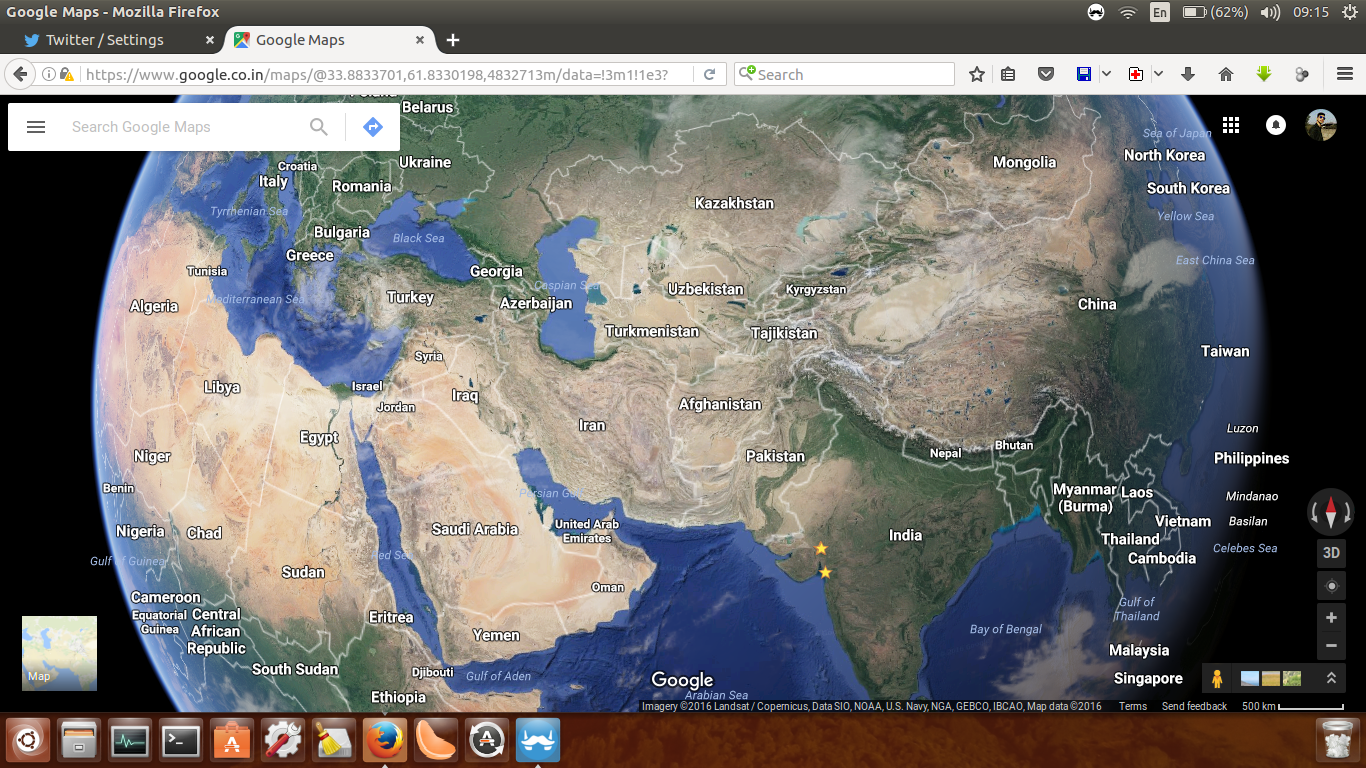 Google Maps - Mozilla Firefox
En
(62%)
09:15
Twitter / Settings
Google Maps
https://www.google.co.in/maps/@33.8833701,61.8330198,4832713m/data=!3m1!1e3?
Search
Search Google Maps
Belarus
Sea of Japan
North Korea
Ukraine
Mongolia
Croatia
Italy
Romania
South Korea
Kazakhstan
Tyrrhenian Sea
Yellow Sea
Bulgaria
Black Sea
Greece
East China Sea
Tunisia
Georgia
Caspian Sea
Uzbekistan
Kyrgyzstan
Mediterranean Sea
Turkey
Azerbaijan
Algeria
China
Turkmenistan
Tajikistan
Taiwan
Syria
Libya
Israel
Iraq
Jordan
Afghanistan
Iran
Luzon
Egypt
Bhutan
Nepal
Niger
Pakistan
Philippines
Benin
Persian Gulf
Myanmar
(Burma)
Laos
Mindanao
Nigeria
Chad
Saudi Arabia
United Arab
Emirates
India
Vietnam
Basilan
Thailand
Celebes Sea
3D
Gulf of Guinea
Red Sea
Cambodia
Sudan
Oman
Cameroon
Gulf of
Thailand
Equatorial
Guinea
Central
African
Republic
Eritrea
Yemen
Bay of Bengal
Malaysia
South Sudan
Djibouti
Gulf of Aden
Map
Google
Singapore
Ethiopia
Arabian Sea
Imagery ©2016 Landsat / Copernicus, Data SIO, NOAA, U.S. Navy, NGA, GEBCO, IBCAO, Map data ©2016
Terms
Send feedback
500 km